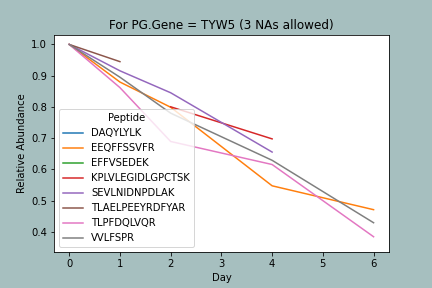 For PG.Gene = TYW5 (3 NAs allowed)
Relative Abundance
1.0
0.9
0.8
0.7
0.6
0.5
0.4
Peptide
DAQYLYLK
EEQFFSSVFR
EFFVSEDEK
KPLVLEGIDLGPCTSK
SEVLNIDNPDLAK
TLAELPEEYRDFYAR
TLPFDQLVQR
VVLFSPR
0 1 2 3 4 5 6
Day